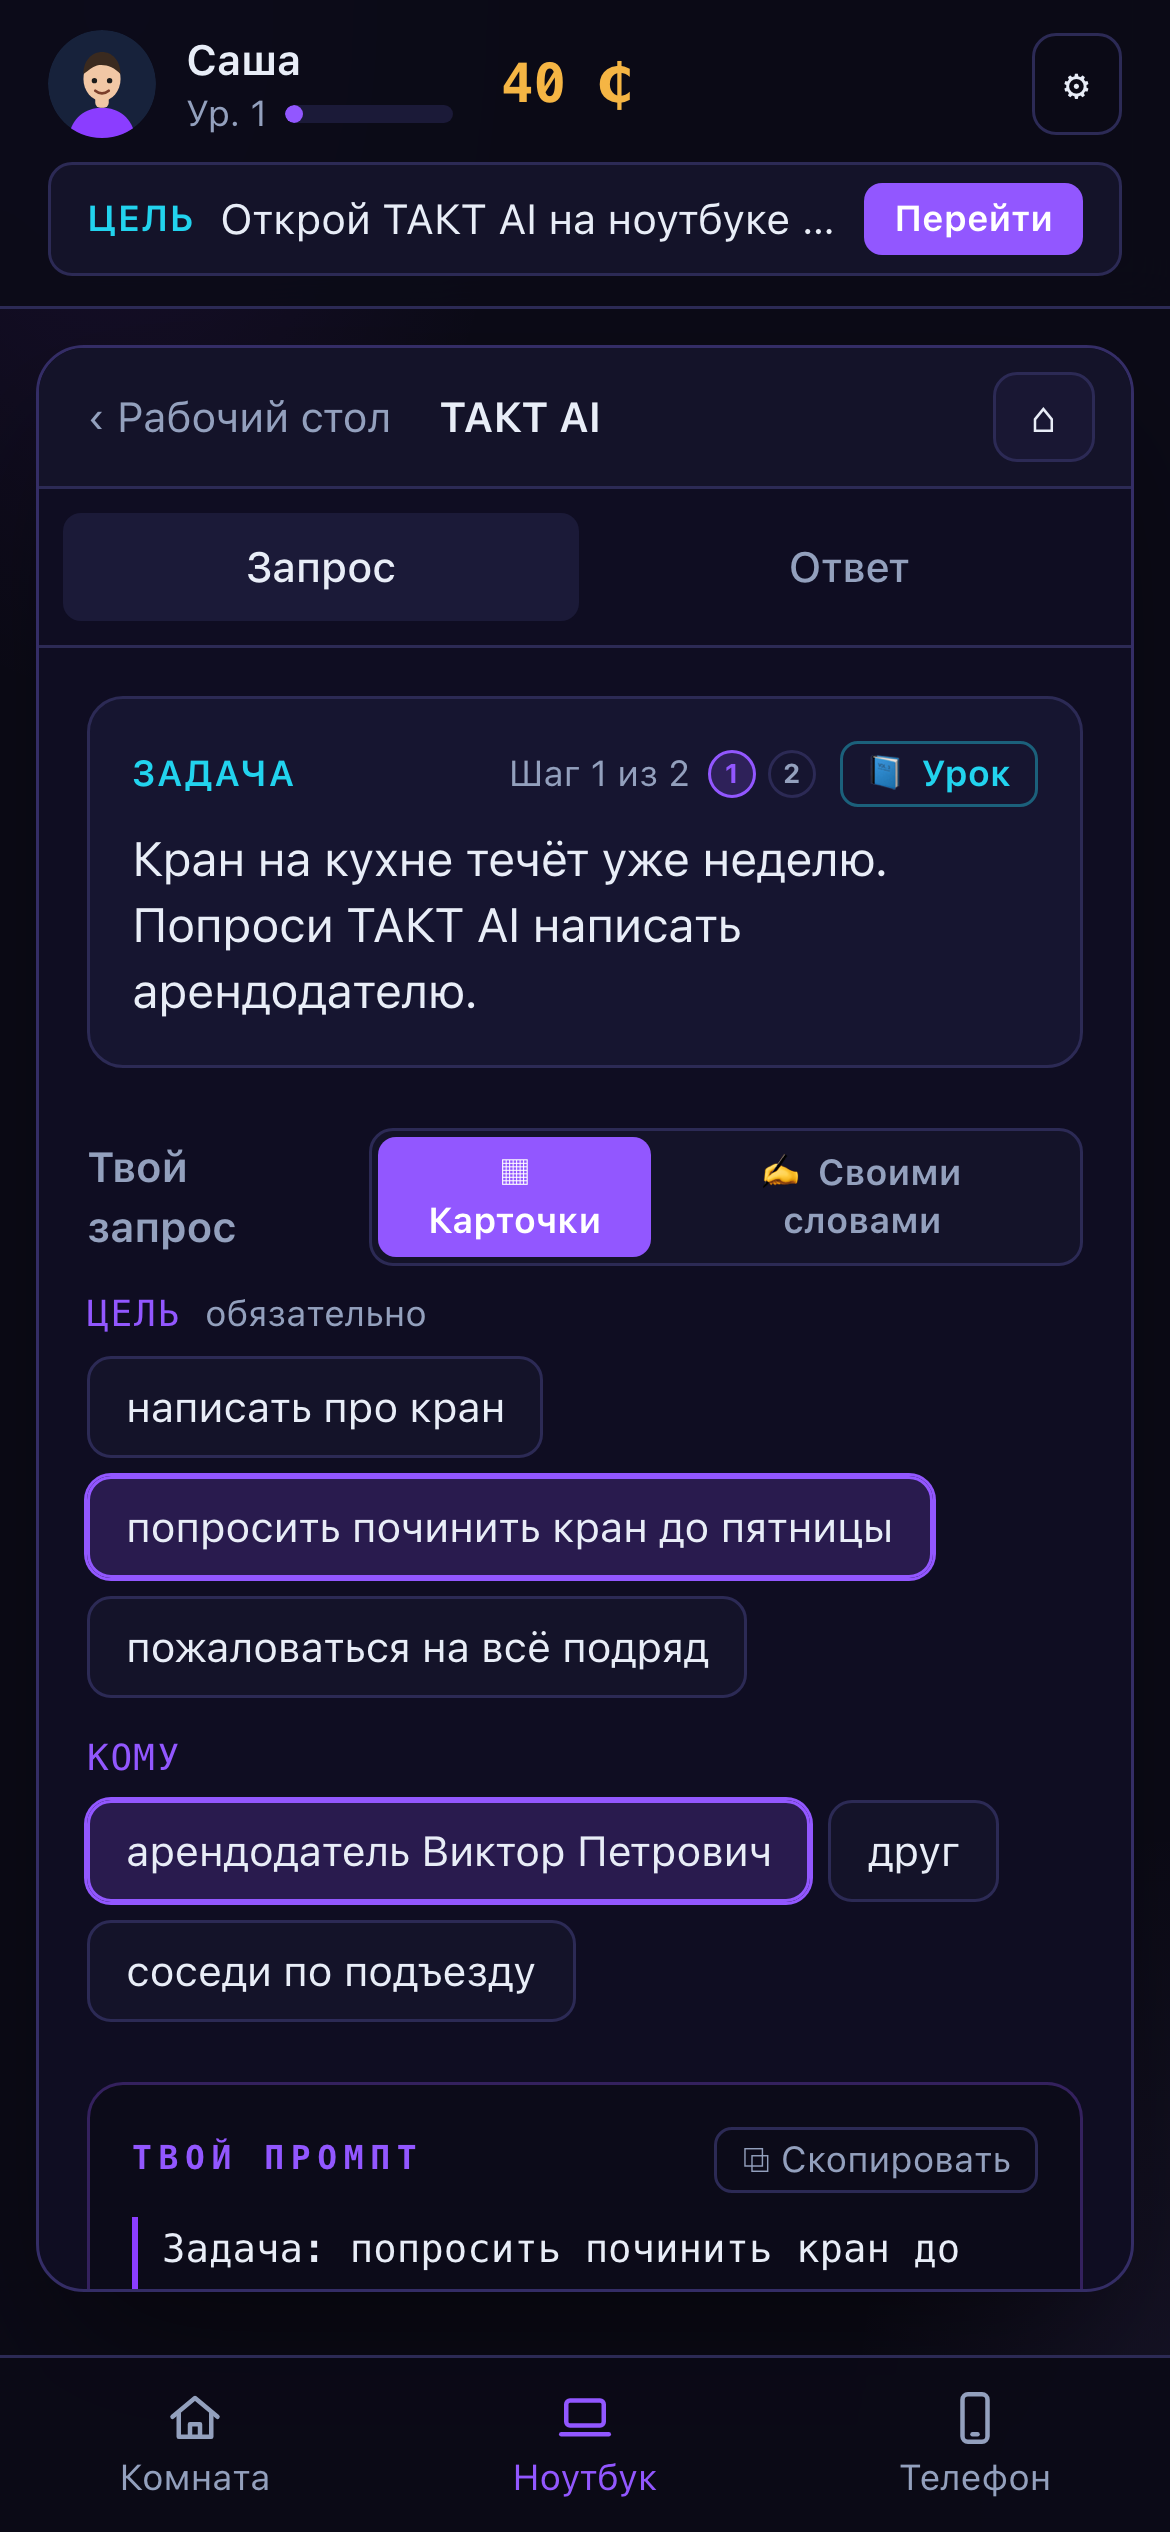 Саша
Ур. 1
40 ₵
ЦЕЛЬ Открой ТАКТ AI на ноутбуке ... Перейти
‹ Рабочий стол ТАКТ AI
Запрос Ответ
ЗАДАЧА Шаг 1 из 2 1 2 Урок
Кран на кухне течёт уже неделю.
Попроси ТАКТ AI написать
арендодателю.
Твой
запрос
Карточки
Своими
словами
ЦЕЛЬ обязательно
написать про кран
попросить починить кран до пятницы
пожаловаться на всё подряд
КОМУ
арендодатель Виктор Петрович друг
соседи по подъезду
ТВОЙ ПРОМПТ Скопировать
Задача: попросить починить кран до
Комната Ноутбук Телефон